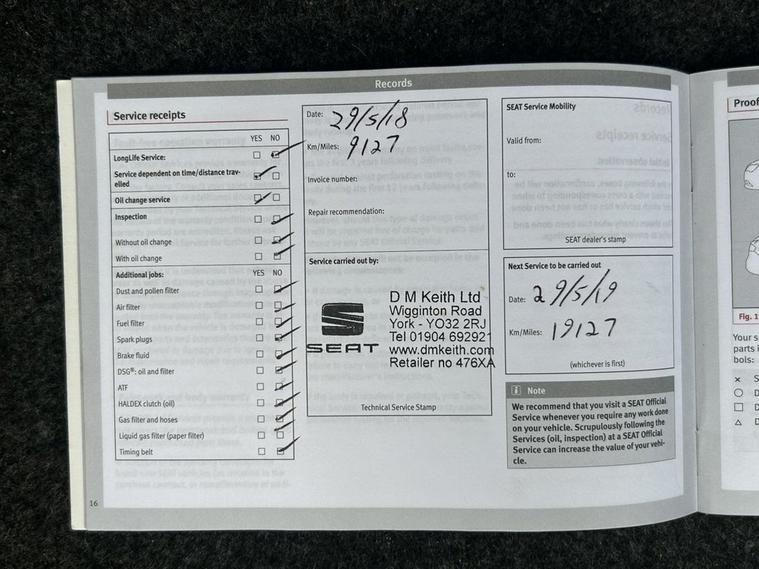 Records
Service receipts
YES NO
LongLife Service:
Service dependent on time/distance trav-
elled
Oil change service
Inspection
Without oil change
With oil change
Additional jobs: YES NO
Dust and pollen filter
Air filter
Fuel filter
Spark plugs
Brake fluid
DSG®: oil and filter
ATF
HALDEX clutch (oil)
Gas filter and hoses
Liquid gas filter (paper filter)
Timing belt
16
Date: 29/5/18
Km/Miles: 9127
Invoice number:
Repair recommendation:
Service carried out by:
SEAT
D M Keith Ltd
Wigginton Road
York - YO32 2RJ
Tel 01904 692921
www.dmkeith.com
Retailer no 476XA
Technical Service Stamp
SEAT Service Mobility
Valid from:
to:
SEAT dealer's stamp
Next Service to be carried out
Date: 29/5/19
Km/Miles: 19127
(whichever is first)
i Note
We recommend that you visit a SEAT Official
Service whenever you require any work done
on your vehicle. Scrupulously following the
Services (oil, inspection) at a SEAT Official
Service can increase the value of your vehi-
cle.
Proof
Fig. 1
Your s
parts i
bols: